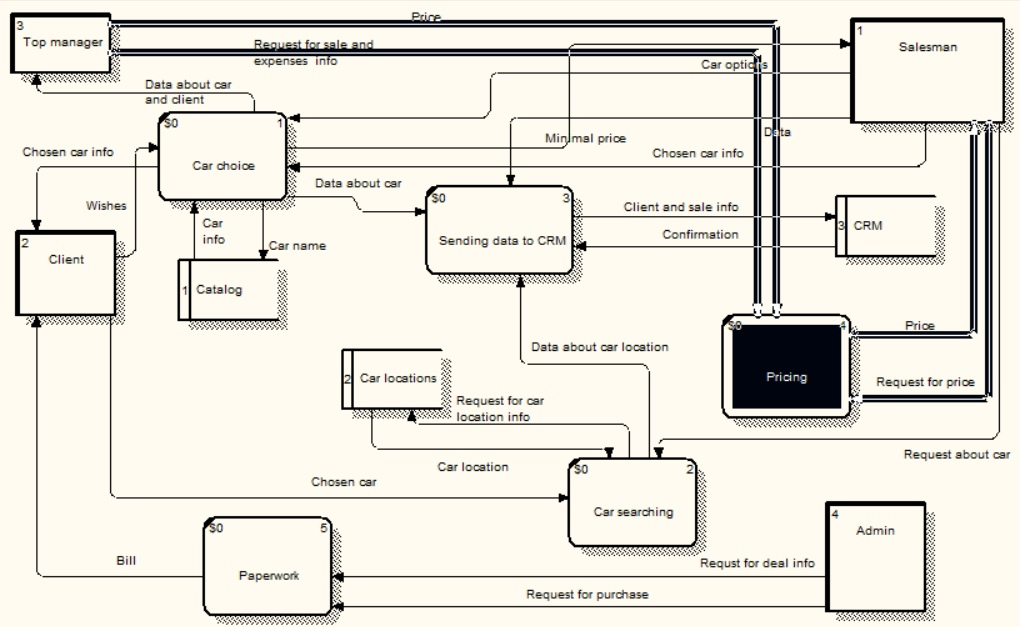 3
Price
1
Top manager
Salesman
Request for sale and
expenses info
Car options
Data about car
and client
$0
1
Data
Minimal price
Chosen car info
Car choice
Chosen car info
Data about car
$0
3
Wishes
Client and sale info
Car
info
3
CRM
2
Car name
Sending data to CRM
Confirmation
Client
1
Catalog
$0
4
Price
Data about car location
2
Car locations
Pricing
Request for price
Request for car
location info
Request about car
Car location
$0
2
Chosen car
Car searching
4
$0
5
Admin
Bill
Requst for deal info
Paperwork
Request for purchase